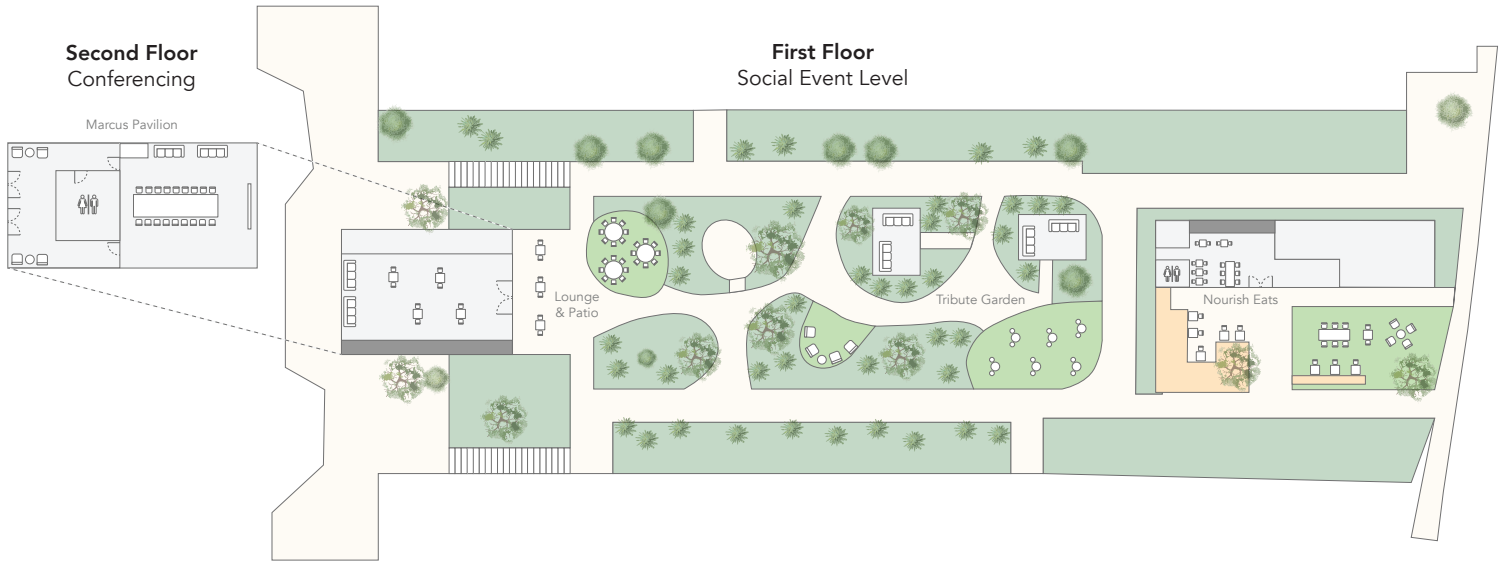 Second Floor
Conferencing
Marcus Pavilion
First Floor
Social Event Level
Lounge
& Patio
Tribute Garden
Nourish Eats